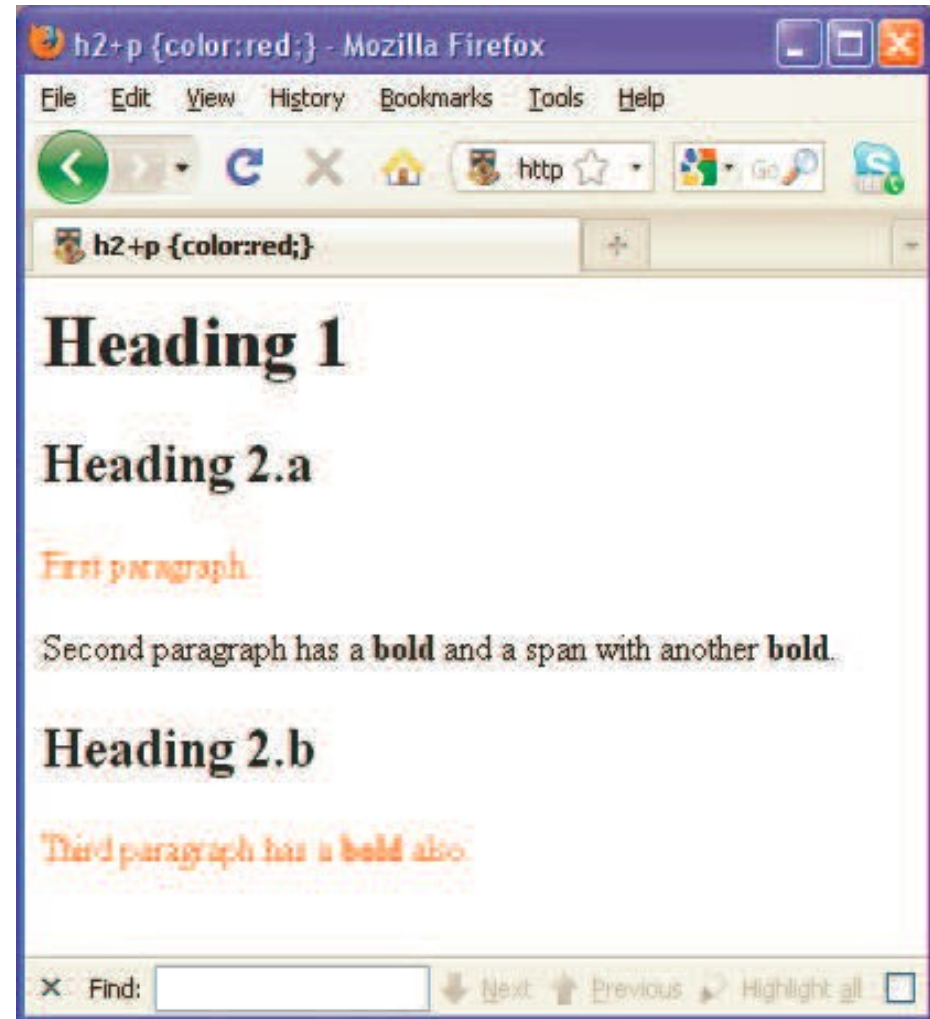 h2+p {color:red;} - Mozilla Firefox
File Edit View History Bookmarks Tools Help
http Go
h2+p {color:red;}
Heading 1
Heading 2.a
First paragraph.
Second paragraph has a bold and a span with another bold.
Heading 2.b
Third paragraph has a bold also.
× Find: Next Previous Highlight all